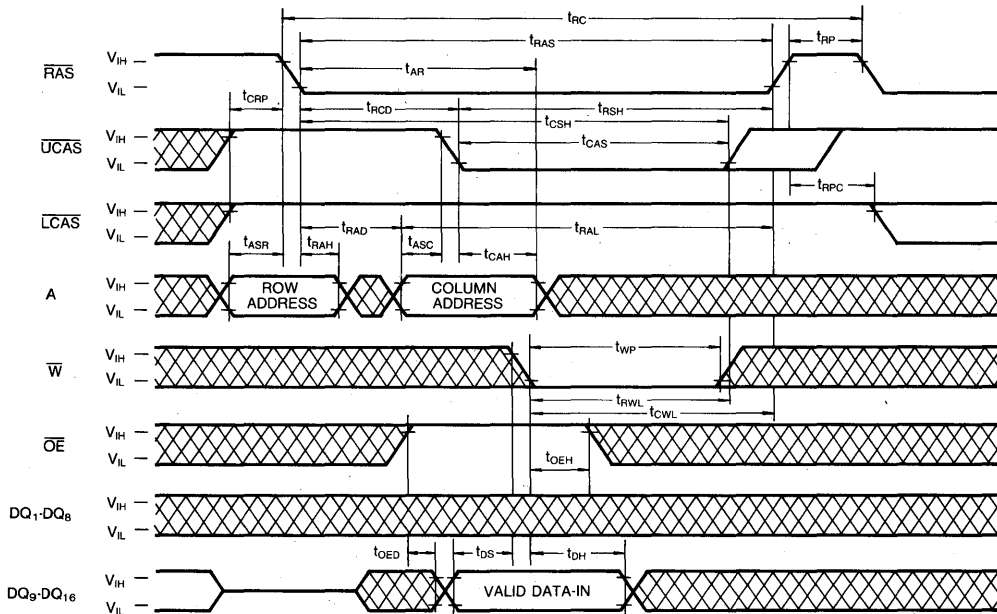 tRC
tRAS
tRP
tAR
RAS
VIH
VIL
tCRP
tRCD
tRSH
tCSH
UCAS
VIH
VIL
tCAS
tRPC
LCAS
VIH
VIL
tRAD
tRAL
tASR
tRAH
tASC
tCAH
A
VIH
VIL
ROW
ADDRESS
COLUMN
ADDRESS
W
VIH
VIL
tWP
tRWL
tCWL
OE
VIH
VIL
tOEH
DQ1-DQ8
VIH
VIL
tOED
tDS
tDH
DQ9-DQ16
VIH
VIL
VALID DATA-IN